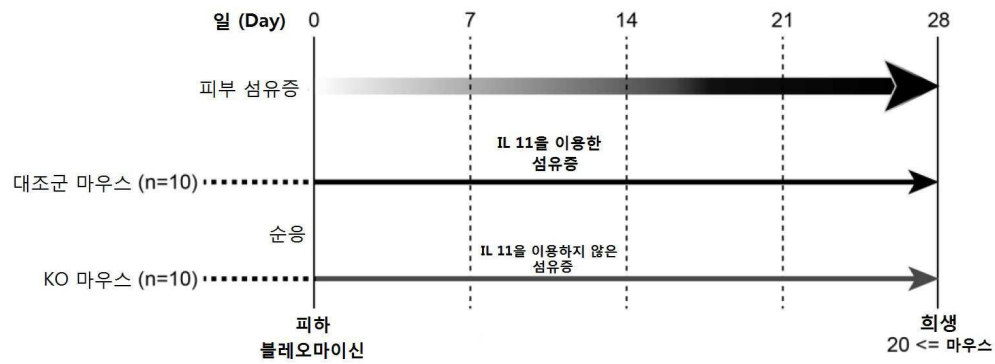 일 (Day) 0 7 14 21 28
피부 섬유증
IL 11을 이용한
섬유증
대조군 마우스 (n=10)
순응
IL 11을 이용하지 않은
섬유증
KO 마우스 (n=10)
피하
블레오마이신
희생
20 <= 마우스